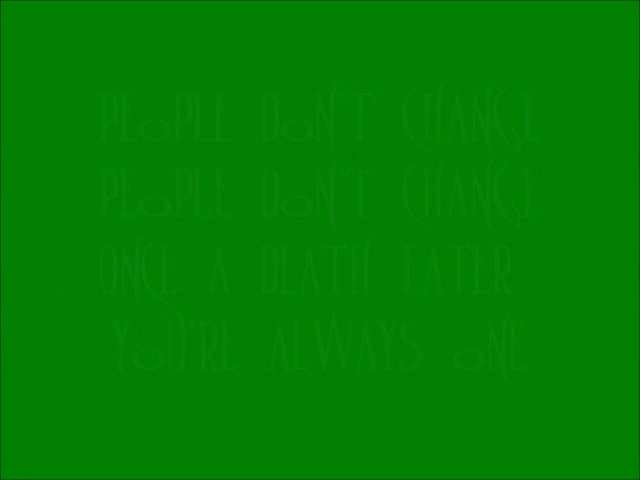 PEOPLE DON'T CHANGE
PEOPLE DON'T CHANGE
ONCE A DEATH EATER
YOU'RE ALWAYS ONE